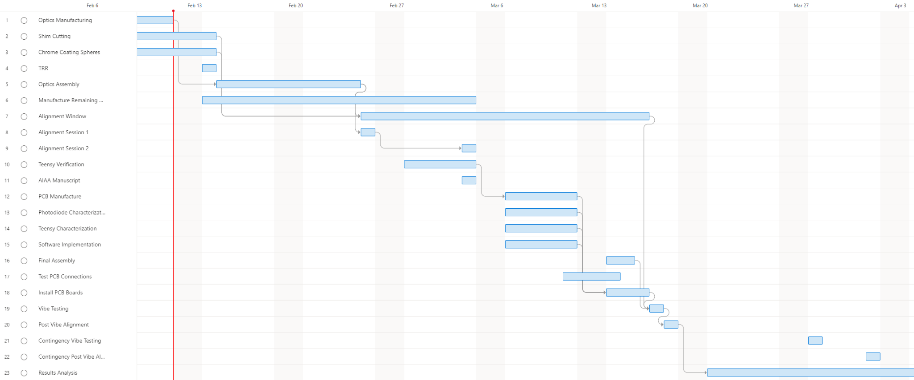 Feb 6 Feb 13 Feb 20 Feb 27 Mar 6 Mar 13 Mar 20 Mar 27 Apr 3
1 Optics Manufacturing
2 Shim Cutting
3 Chrome Coating Spheres
4 TRR
5 Optics Assembly
6 Manufacture Remaining ...
7 Alignment Window
8 Alignment Session 1
9 Alignment Session 2
10 Teensy Verification
11 AIAA Manuscript
12 PCB Manufacture
13 Photodiode Characterizat...
14 Teensy Characterization
15 Software Implementation
16 Final Assembly
17 Test PCB Connections
18 Install PCB Boards
19 Vibe Testing
20 Post Vibe Alignment
21 Contingency Vibe Testing
22 Contingency Post Vibe Al...
23 Results Analysis